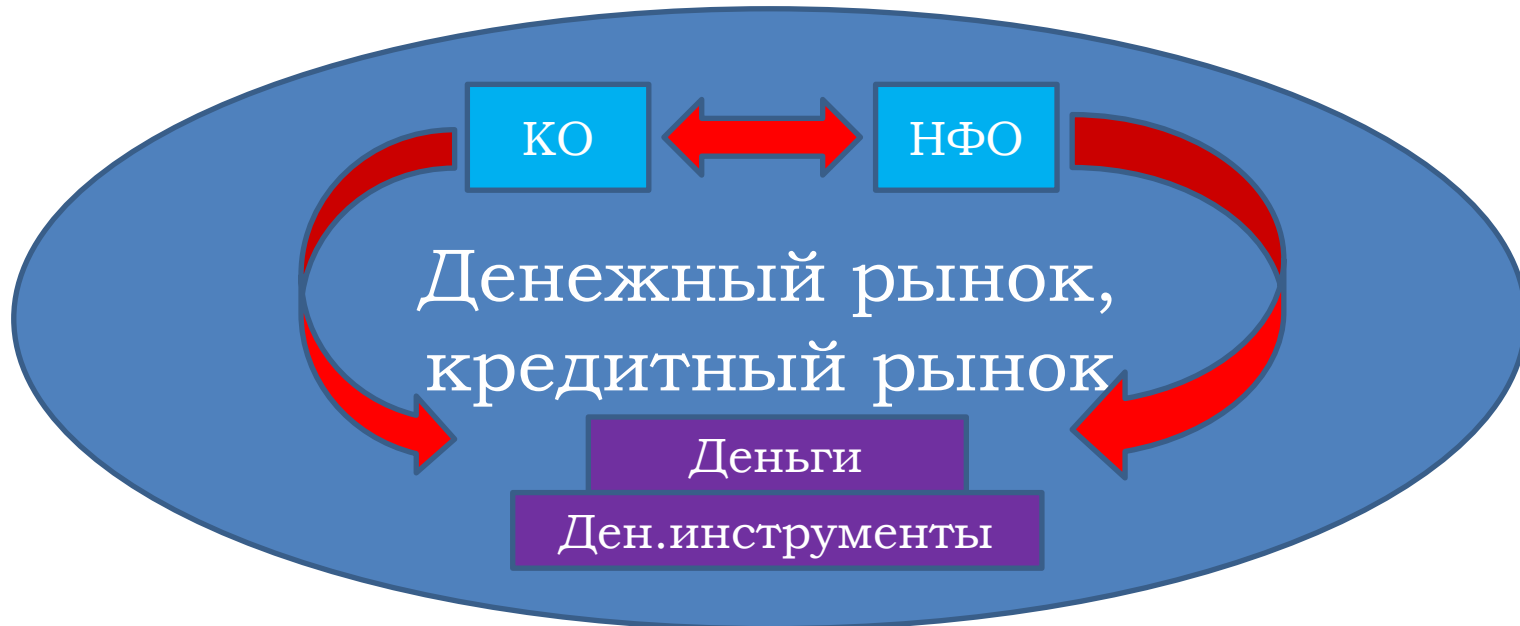 КО
НФО
Денежный рынок,
кредитный рынок
Деньги
Ден.инструменты